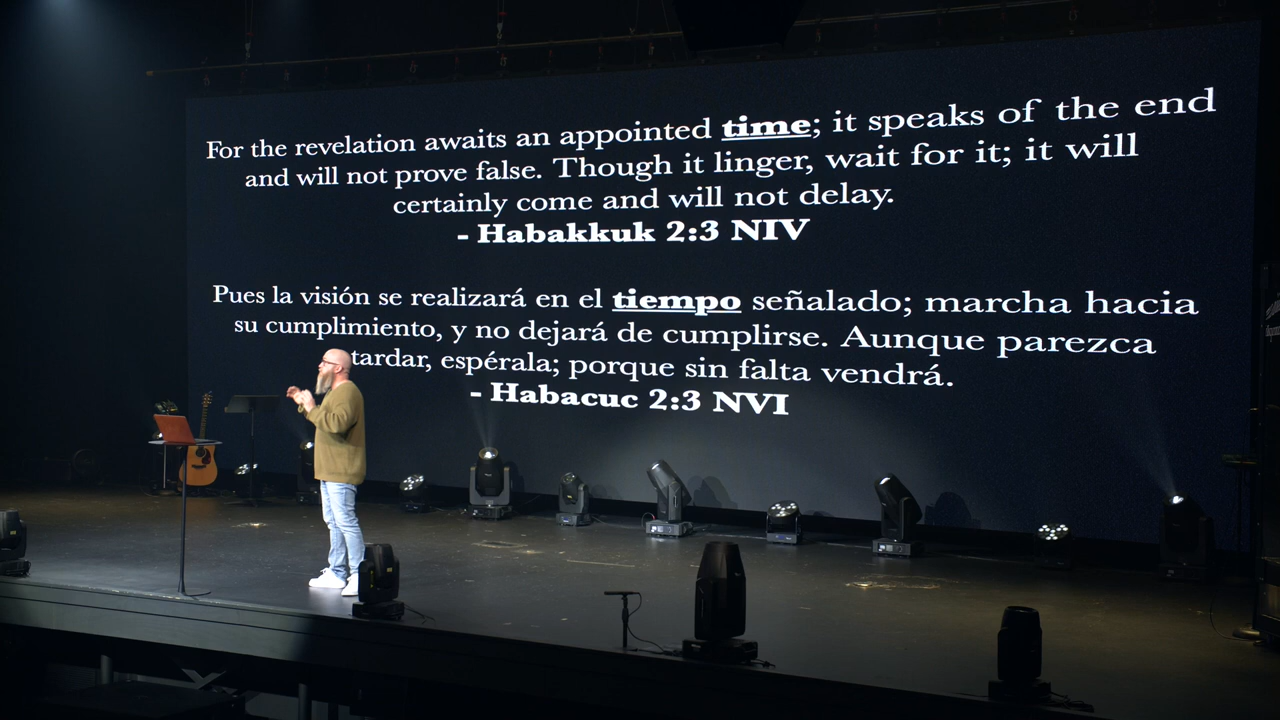 For the revelation awaits an appointed time; it speaks of the end
and will not prove false. Though it linger, wait for it; it will
certainly come and will not delay.
- Habakkuk 2:3 NIV
Pues la visión se realizará en el tiempo señalado; marcha hacia
su cumplimiento, y no dejará de cumplirse. Aunque parezca
tardar, espérala; porque sin falta vendrá.
- Habacuc 2:3 NVI